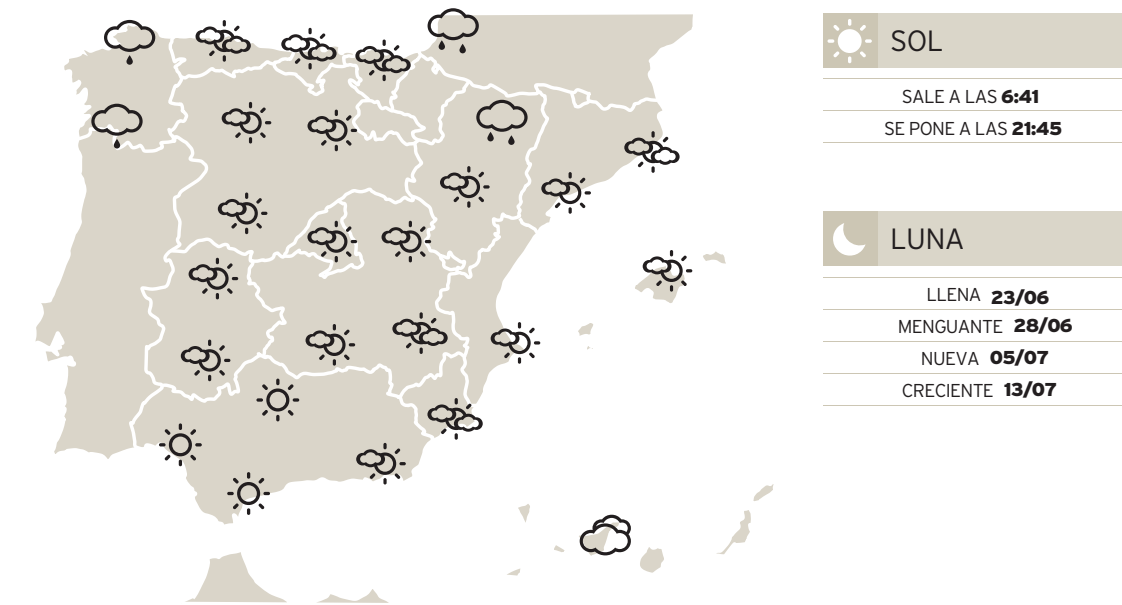 SOL
SALE A LAS 6:41
SE PONE A LAS 21:45
LUNA
LLENA 23/06
MENGUANTE 28/06
NUEVA 05/07
CRECIENTE 13/07